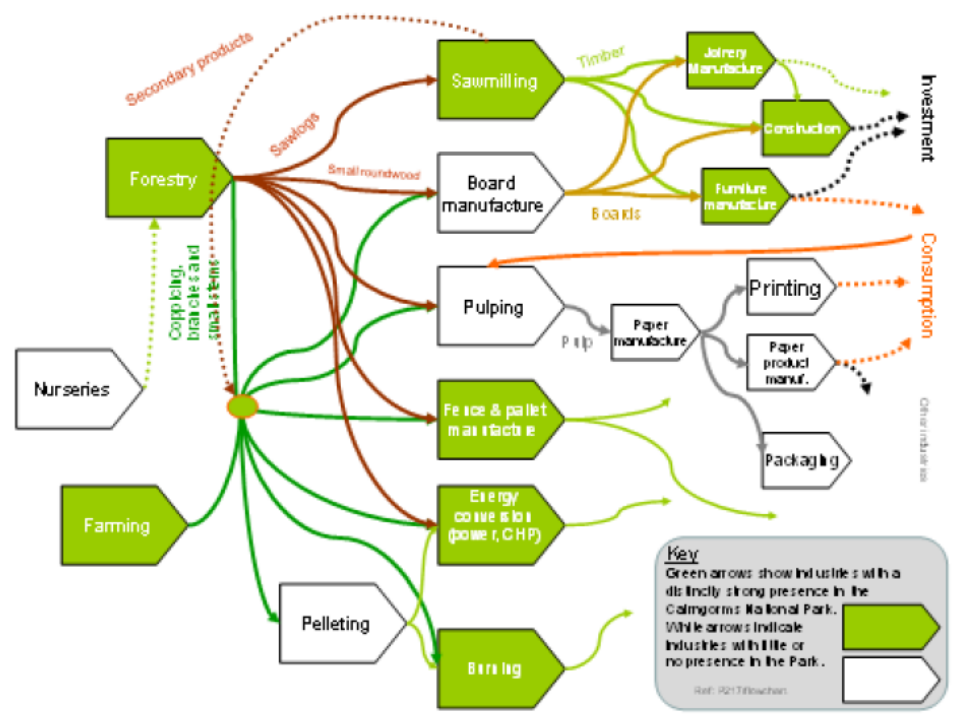 Secondary products
Sawlogs
Sawmilling
Timber
Joinery
Manufacture
Construction
Investment
Forestry
Small roundwood
Board
manufacture
Boards
Furniture
manufacture
Coppicing,
branches and
small stems
Consumption
Pulping
Pulp
Paper
manufacture
Printing
Paper
product
manuf.
Packaging
Other industries
Nurseries
Fence & pallet
manufacture
Farming
Energy
conversion
(power, CHP)
Pelleting
Burning
Key
Green arrows show industries with a
distinctly strong presence in the
Cairngorms National Park.
White arrows indicate
industries with little or
no presence in the Park.